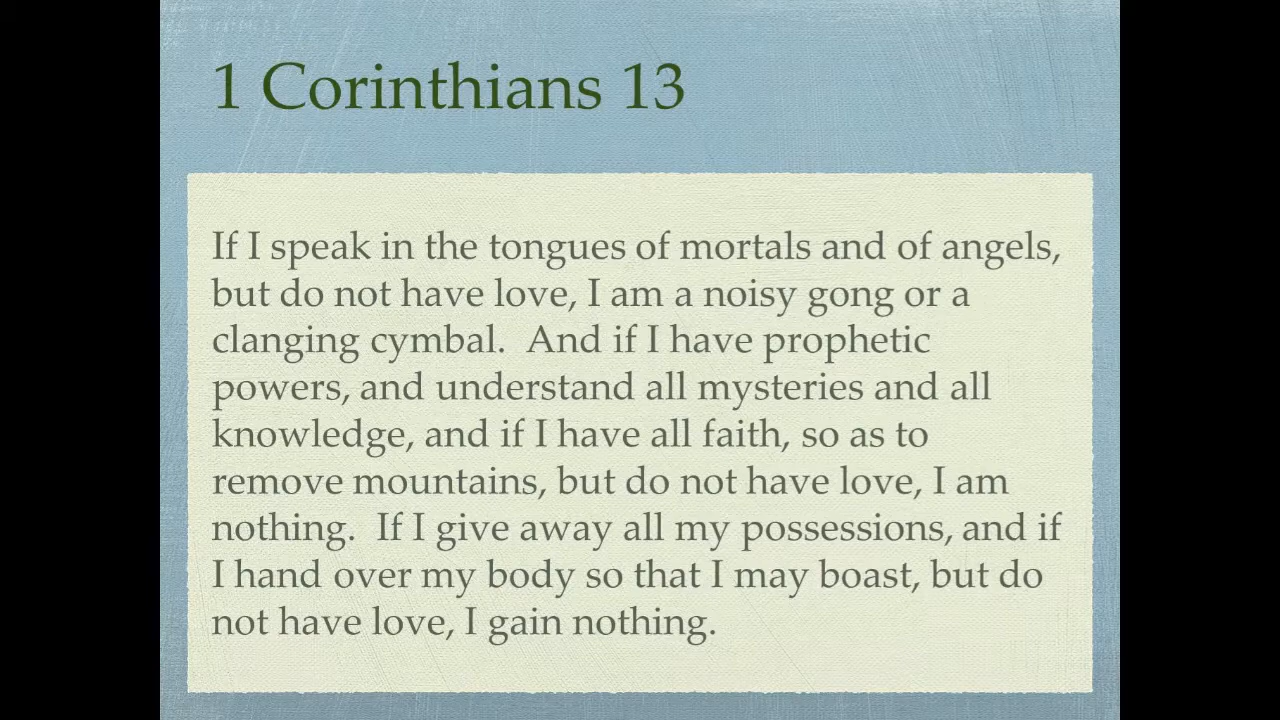 1 Corinthians 13
If I speak in the tongues of mortals and of angels,
but do not have love, I am a noisy gong or a
clanging cymbal.  And if I have prophetic
powers, and understand all mysteries and all
knowledge, and if I have all faith, so as to
remove mountains, but do not have love, I am
nothing.  If I give away all my possessions, and if
I hand over my body so that I may boast, but do
not have love, I gain nothing.